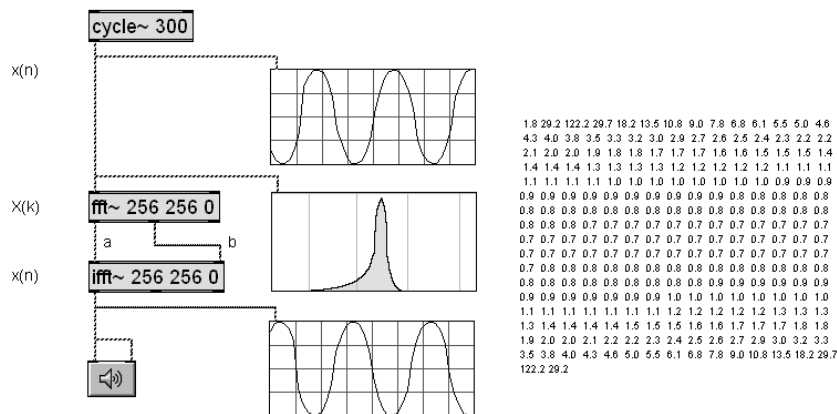 cycle~ 300
x(n)
1.8 29.2 122.2 29.7 18.2 13.5 10.8 9.0 7.8 6.8 6.1 5.5 5.0 4.6
4.3 4.0 3.8 3.5 3.3 3.2 3.0 2.9 2.7 2.6 2.5 2.4 2.3 2.2 2.2
2.1 2.0 2.0 1.9 1.8 1.8 1.7 1.7 1.7 1.6 1.6 1.5 1.5 1.5 1.4
1.4 1.4 1.4 1.3 1.3 1.3 1.3 1.2 1.2 1.2 1.2 1.2 1.1 1.1 1.1
1.1 1.1 1.1 1.1 1.0 1.0 1.0 1.0 1.0 1.0 1.0 1.0 0.9 0.9 0.9
0.9 0.9 0.9 0.9 0.9 0.9 0.9 0.9 0.9 0.9 0.8 0.8 0.8 0.8 0.8
0.8 0.8 0.8 0.8 0.8 0.8 0.8 0.8 0.8 0.8 0.8 0.8 0.8 0.8 0.8
0.8 0.8 0.8 0.7 0.7 0.7 0.7 0.7 0.7 0.7 0.7 0.7 0.7 0.7 0.7
0.7 0.7 0.7 0.7 0.7 0.7 0.7 0.7 0.7 0.7 0.7 0.7 0.7 0.7 0.7
0.7 0.7 0.7 0.7 0.7 0.7 0.7 0.7 0.7 0.7 0.7 0.7 0.7 0.7 0.7
0.7 0.8 0.8 0.8 0.8 0.8 0.8 0.8 0.8 0.8 0.8 0.8 0.8 0.8 0.8
0.8 0.8 0.8 0.8 0.8 0.8 0.8 0.8 0.9 0.9 0.9 0.9 0.9 0.9 0.9
0.9 0.9 0.9 0.9 0.9 0.9 0.9 1.0 1.0 1.0 1.0 1.0 1.0 1.0 1.0
1.1 1.1 1.1 1.1 1.1 1.1 1.1 1.2 1.2 1.2 1.2 1.2 1.3 1.3 1.3
1.3 1.4 1.4 1.4 1.4 1.5 1.5 1.5 1.6 1.6 1.7 1.7 1.7 1.8 1.8
1.9 2.0 2.0 2.1 2.2 2.2 2.3 2.4 2.5 2.6 2.7 2.9 3.0 3.2 3.3
3.5 3.8 4.0 4.3 4.6 5.0 5.5 6.1 6.8 7.8 9.0 10.8 13.5 18.2 29.7
122.2 29.2
X(k)
fft~ 256 256 0
a b
x(n)
ifft~ 256 256 0